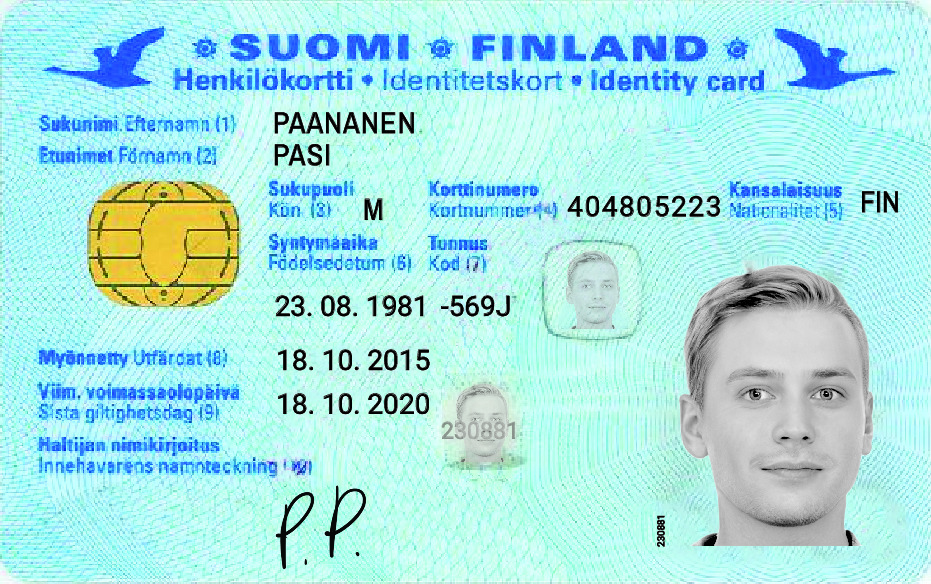 SUOMI FINLAND
Henkilökortti • Identitetskort • Identity card
Sukunimi Efternamn (1) PAANANEN
Etunimet Förnamn (2) PASI
Sukupuoli Korttinumero Kansalaisuus
Kön (3) M Kortnummer (4) 404805223 Nationalitet (5) FIN
Syntymäaika Tunnus
Födelsedatum (6) Kod (7)
23. 08. 1981 -569J
Myönnetty Utfärdat (8) 18. 10. 2015
Viim. voimassaolopäivä
Sista giltighetsdag (9) 18. 10. 2020
230881
Haltijan nimikirjoitus
Innehavarens namnteckning
P.P.
230881